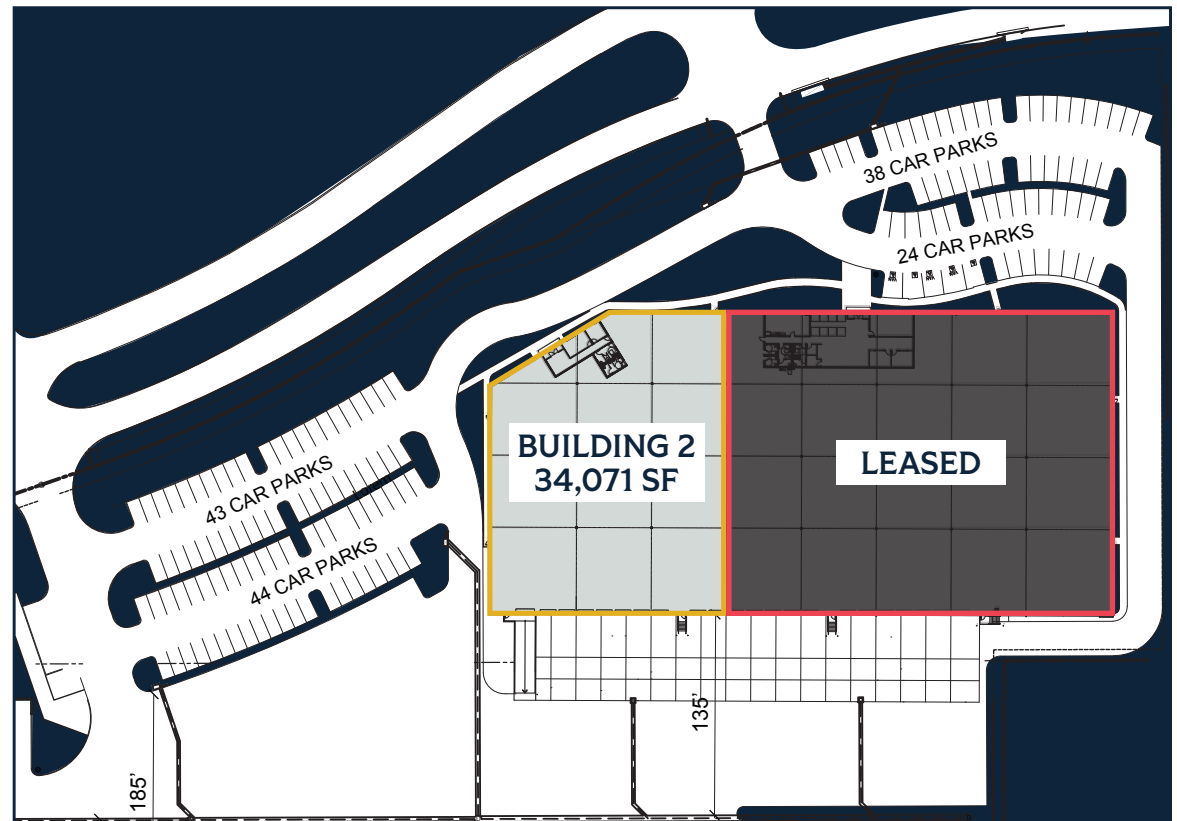 38 CAR PARKS
24 CAR PARKS
BUILDING 2
34,071 SF
LEASED
43 CAR PARKS
44 CAR PARKS
135'
185'